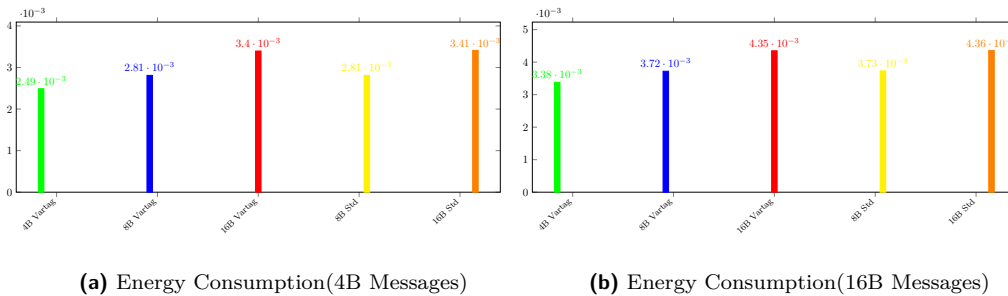 ·10⁻³ ·10⁻³
4 5
3 4
2 3
1 2
0 1
0
2.49 · 10⁻³ 2.81 · 10⁻³ 3.4 · 10⁻³ 2.81 · 10⁻³ 3.41 · 10⁻³
3.38 · 10⁻³ 3.72 · 10⁻³ 4.35 · 10⁻³ 3.73 · 10⁻³ 4.36 · 10⁻
4B Vartag 8B Vartag 16B Vartag 8B Std 16B Std
4B Vartag 8B Vartag 16B Vartag 8B Std 16B Std
(a) Energy Consumption(4B Messages)
(b) Energy Consumption(16B Messages)